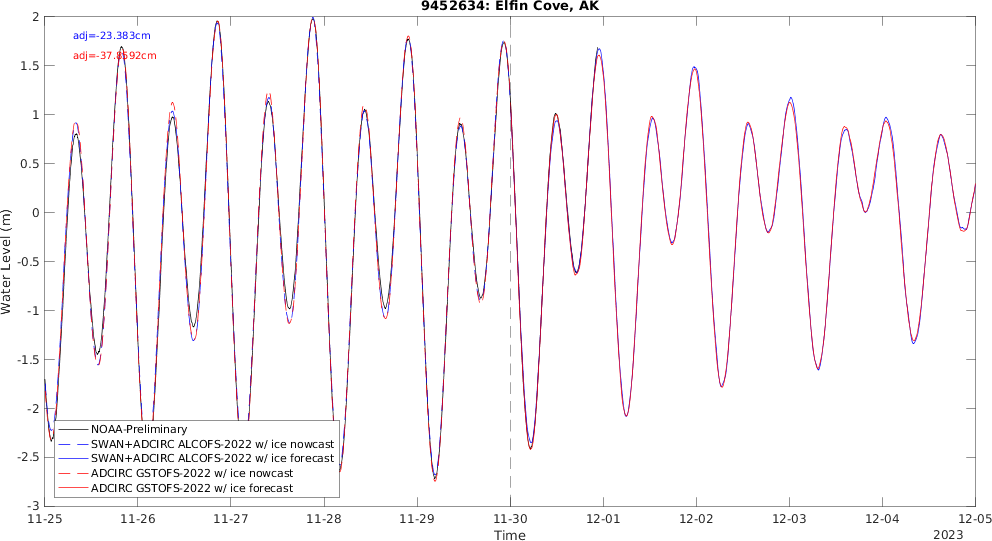 9452634: Elfin Cove, AK
adj=-23.383cm
adj=-37.8592cm
Water Level (m)
2
1.5
1
0.5
0
-0.5
-1
-1.5
-2
-2.5
-3
NOAA-Preliminary
SWAN+ADCIRC ALCOFS-2022 w/ ice nowcast
SWAN+ADCIRC ALCOFS-2022 w/ ice forecast
ADCIRC GSTOFS-2022 w/ ice nowcast
ADCIRC GSTOFS-2022 w/ ice forecast
11-25 11-26 11-27 11-28 11-29 11-30 12-01 12-02 12-03 12-04 12-05
Time
2023